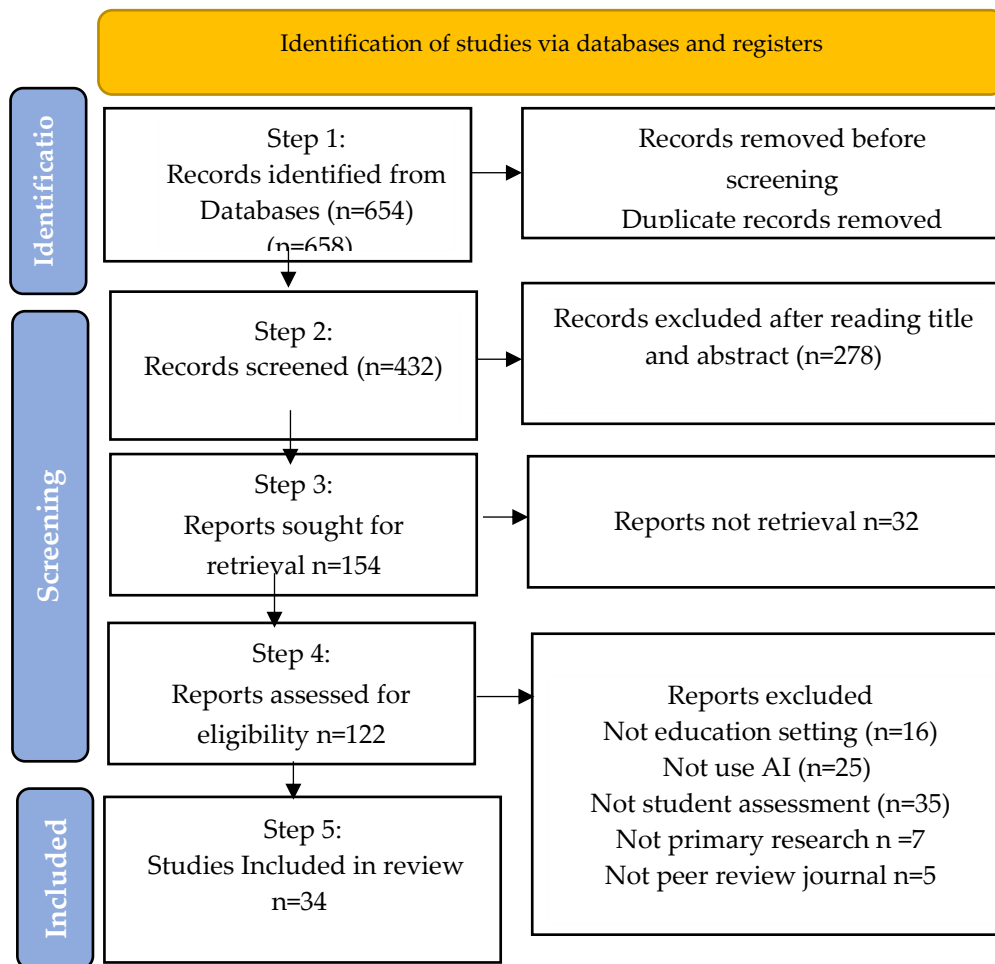 Identification of studies via databases and registers
Identificatio
Step 1:
Records identified from
Databases (n=654)
(n=658)
Records removed before
screening
Duplicate records removed
Screening
Step 2:
Records screened (n=432)
Records excluded after reading title
and abstract (n=278)
Step 3:
Reports sought for
retrieval n=154
Reports not retrieval n=32
Step 4:
Reports assessed for
eligibility n=122
Reports excluded
Not education setting (n=16)
Not use AI (n=25)
Not student assessment (n=35)
Not primary research n =7
Not peer review journal n=5
Included
Step 5:
Studies Included in review
n=34